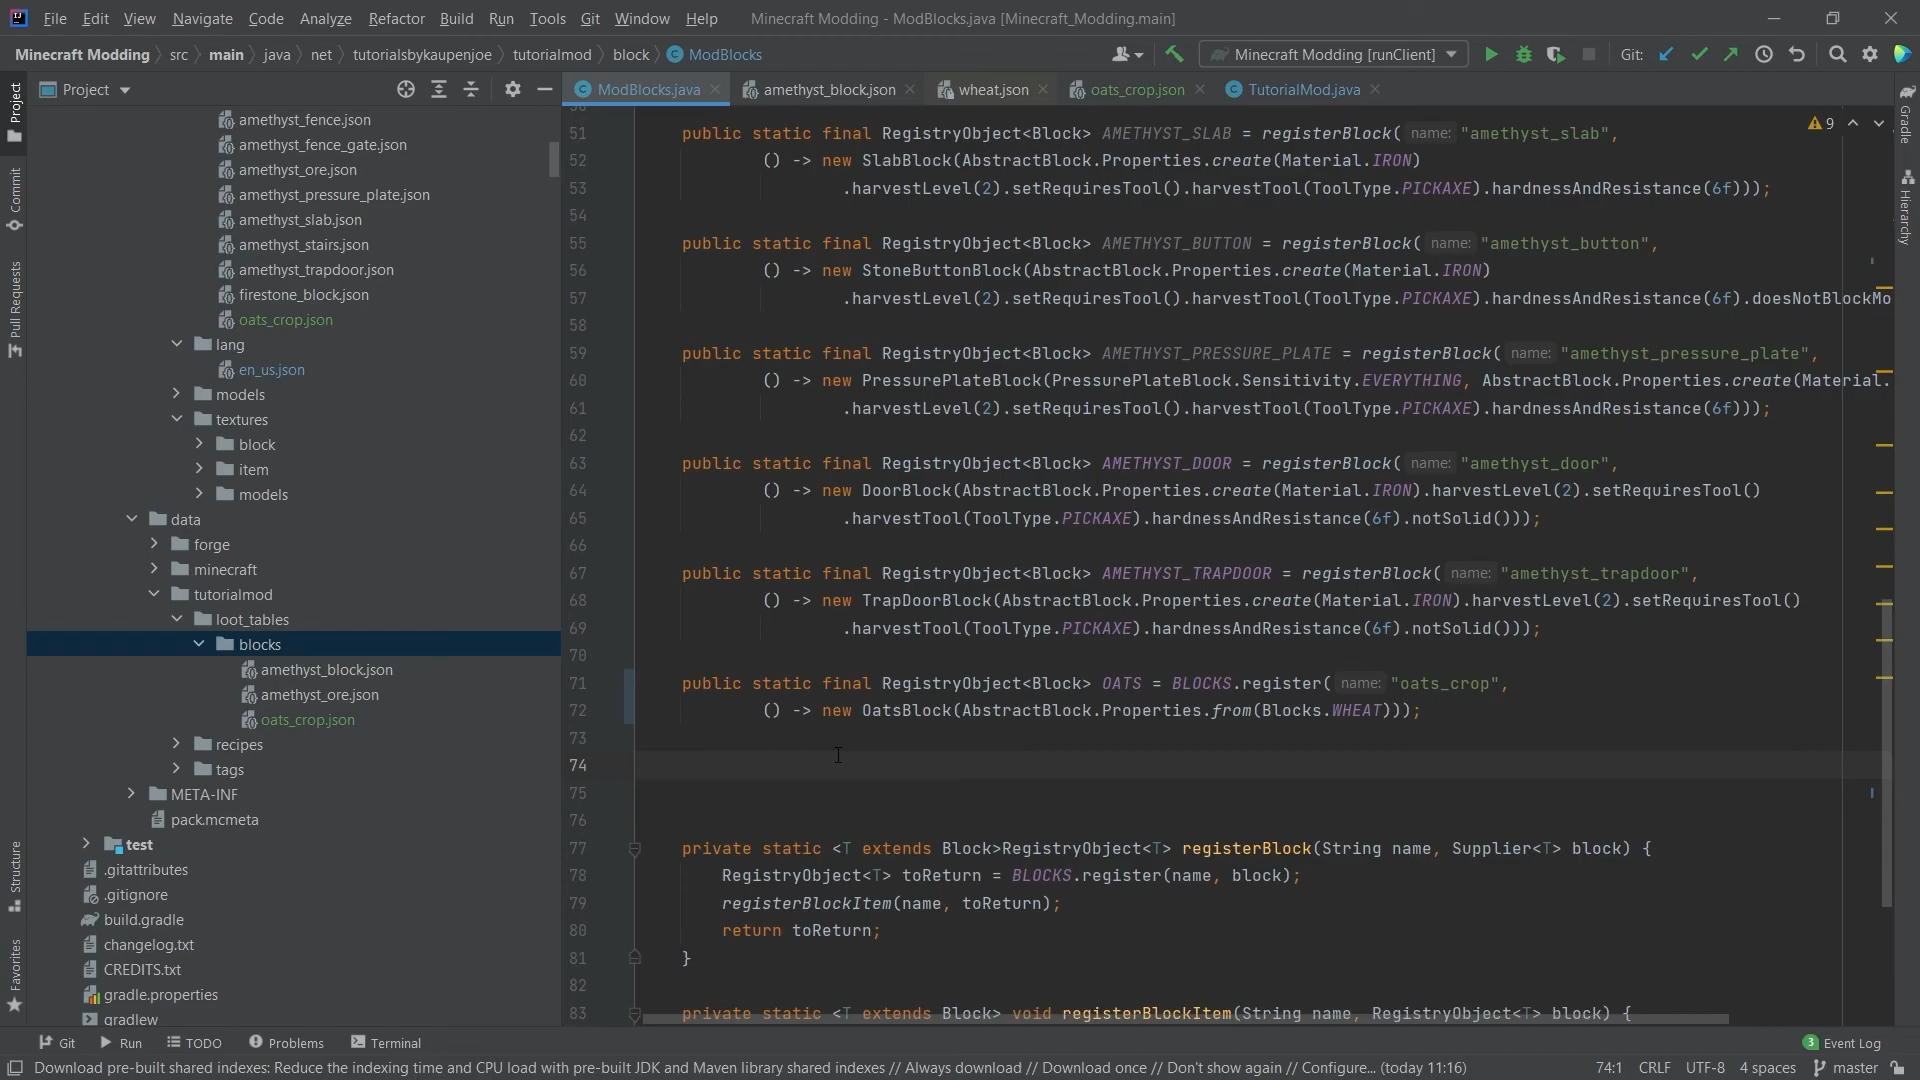 File Edit View Navigate Code Analyze Refactor Build Run Tools Git Window Help Minecraft Modding - ModBlocks.java [Minecraft_Modding.main]
Minecraft Modding src main java net tutorialsbykaupenjoe tutorialmod block ModBlocks Minecraft Modding [runClient] Git:
Project
ModBlocks.java amethyst_block.json wheat.json oats_crop.json TutorialMod.java
Project
Commit
Pull Requests
Structure
Favorites
amethyst_fence.json
amethyst_fence_gate.json
amethyst_ore.json
amethyst_pressure_plate.json
amethyst_slab.json
amethyst_stairs.json
amethyst_trapdoor.json
firestone_block.json
oats_crop.json
lang
en_us.json
models
textures
block
item
models
data
forge
minecraft
tutorialmod
loot_tables
blocks
amethyst_block.json
amethyst_ore.json
oats_crop.json
recipes
tags
META-INF
pack.mcmeta
test
.gitattributes
.gitignore
build.gradle
changelog.txt
CREDITS.txt
gradle.properties
gradlew
9
51 public static final RegistryObject<Block> AMETHYST_SLAB = registerBlock( name: "amethyst_slab",
52 () -> new SlabBlock(AbstractBlock.Properties.create(Material.IRON)
53 .harvestLevel(2).setRequiresTool().harvestTool(ToolType.PICKAXE).hardnessAndResistance(6f)));
54
55 public static final RegistryObject<Block> AMETHYST_BUTTON = registerBlock( name: "amethyst_button",
56 () -> new StoneButtonBlock(AbstractBlock.Properties.create(Material.IRON)
57 .harvestLevel(2).setRequiresTool().harvestTool(ToolType.PICKAXE).hardnessAndResistance(6f).doesNotBlockMo
58
59 public static final RegistryObject<Block> AMETHYST_PRESSURE_PLATE = registerBlock( name: "amethyst_pressure_plate",
60 () -> new PressurePlateBlock(PressurePlateBlock.Sensitivity.EVERYTHING, AbstractBlock.Properties.create(Material.
61 .harvestLevel(2).setRequiresTool().harvestTool(ToolType.PICKAXE).hardnessAndResistance(6f)));
62
63 public static final RegistryObject<Block> AMETHYST_DOOR = registerBlock( name: "amethyst_door",
64 () -> new DoorBlock(AbstractBlock.Properties.create(Material.IRON).harvestLevel(2).setRequiresTool()
65 .harvestTool(ToolType.PICKAXE).hardnessAndResistance(6f).notSolid()));
66
67 public static final RegistryObject<Block> AMETHYST_TRAPDOOR = registerBlock( name: "amethyst_trapdoor",
68 () -> new TrapDoorBlock(AbstractBlock.Properties.create(Material.IRON).harvestLevel(2).setRequiresTool()
69 .harvestTool(ToolType.PICKAXE).hardnessAndResistance(6f).notSolid()));
70
71 public static final RegistryObject<Block> OATS = BLOCKS.register( name: "oats_crop",
72 () -> new OatsBlock(AbstractBlock.Properties.from(Blocks.WHEAT)));
73
74
75
76
77 private static <T extends Block>RegistryObject<T> registerBlock(String name, Supplier<T> block) {
78 RegistryObject<T> toReturn = BLOCKS.register(name, block);
79 registerBlockItem(name, toReturn);
80 return toReturn;
81 }
82
83 private static <T extends Block> void registerBlockItem(String name, RegistryObject<T> block) {
Gradle
Hierarchy
Git Run TODO Problems Terminal 3 Event Log
Download pre-built shared indexes: Reduce the indexing time and CPU load with pre-built JDK and Maven library shared indexes // Always download // Download once // Don't show again // Configure... (today 11:16) 74:1 CRLF UTF-8 4 spaces master